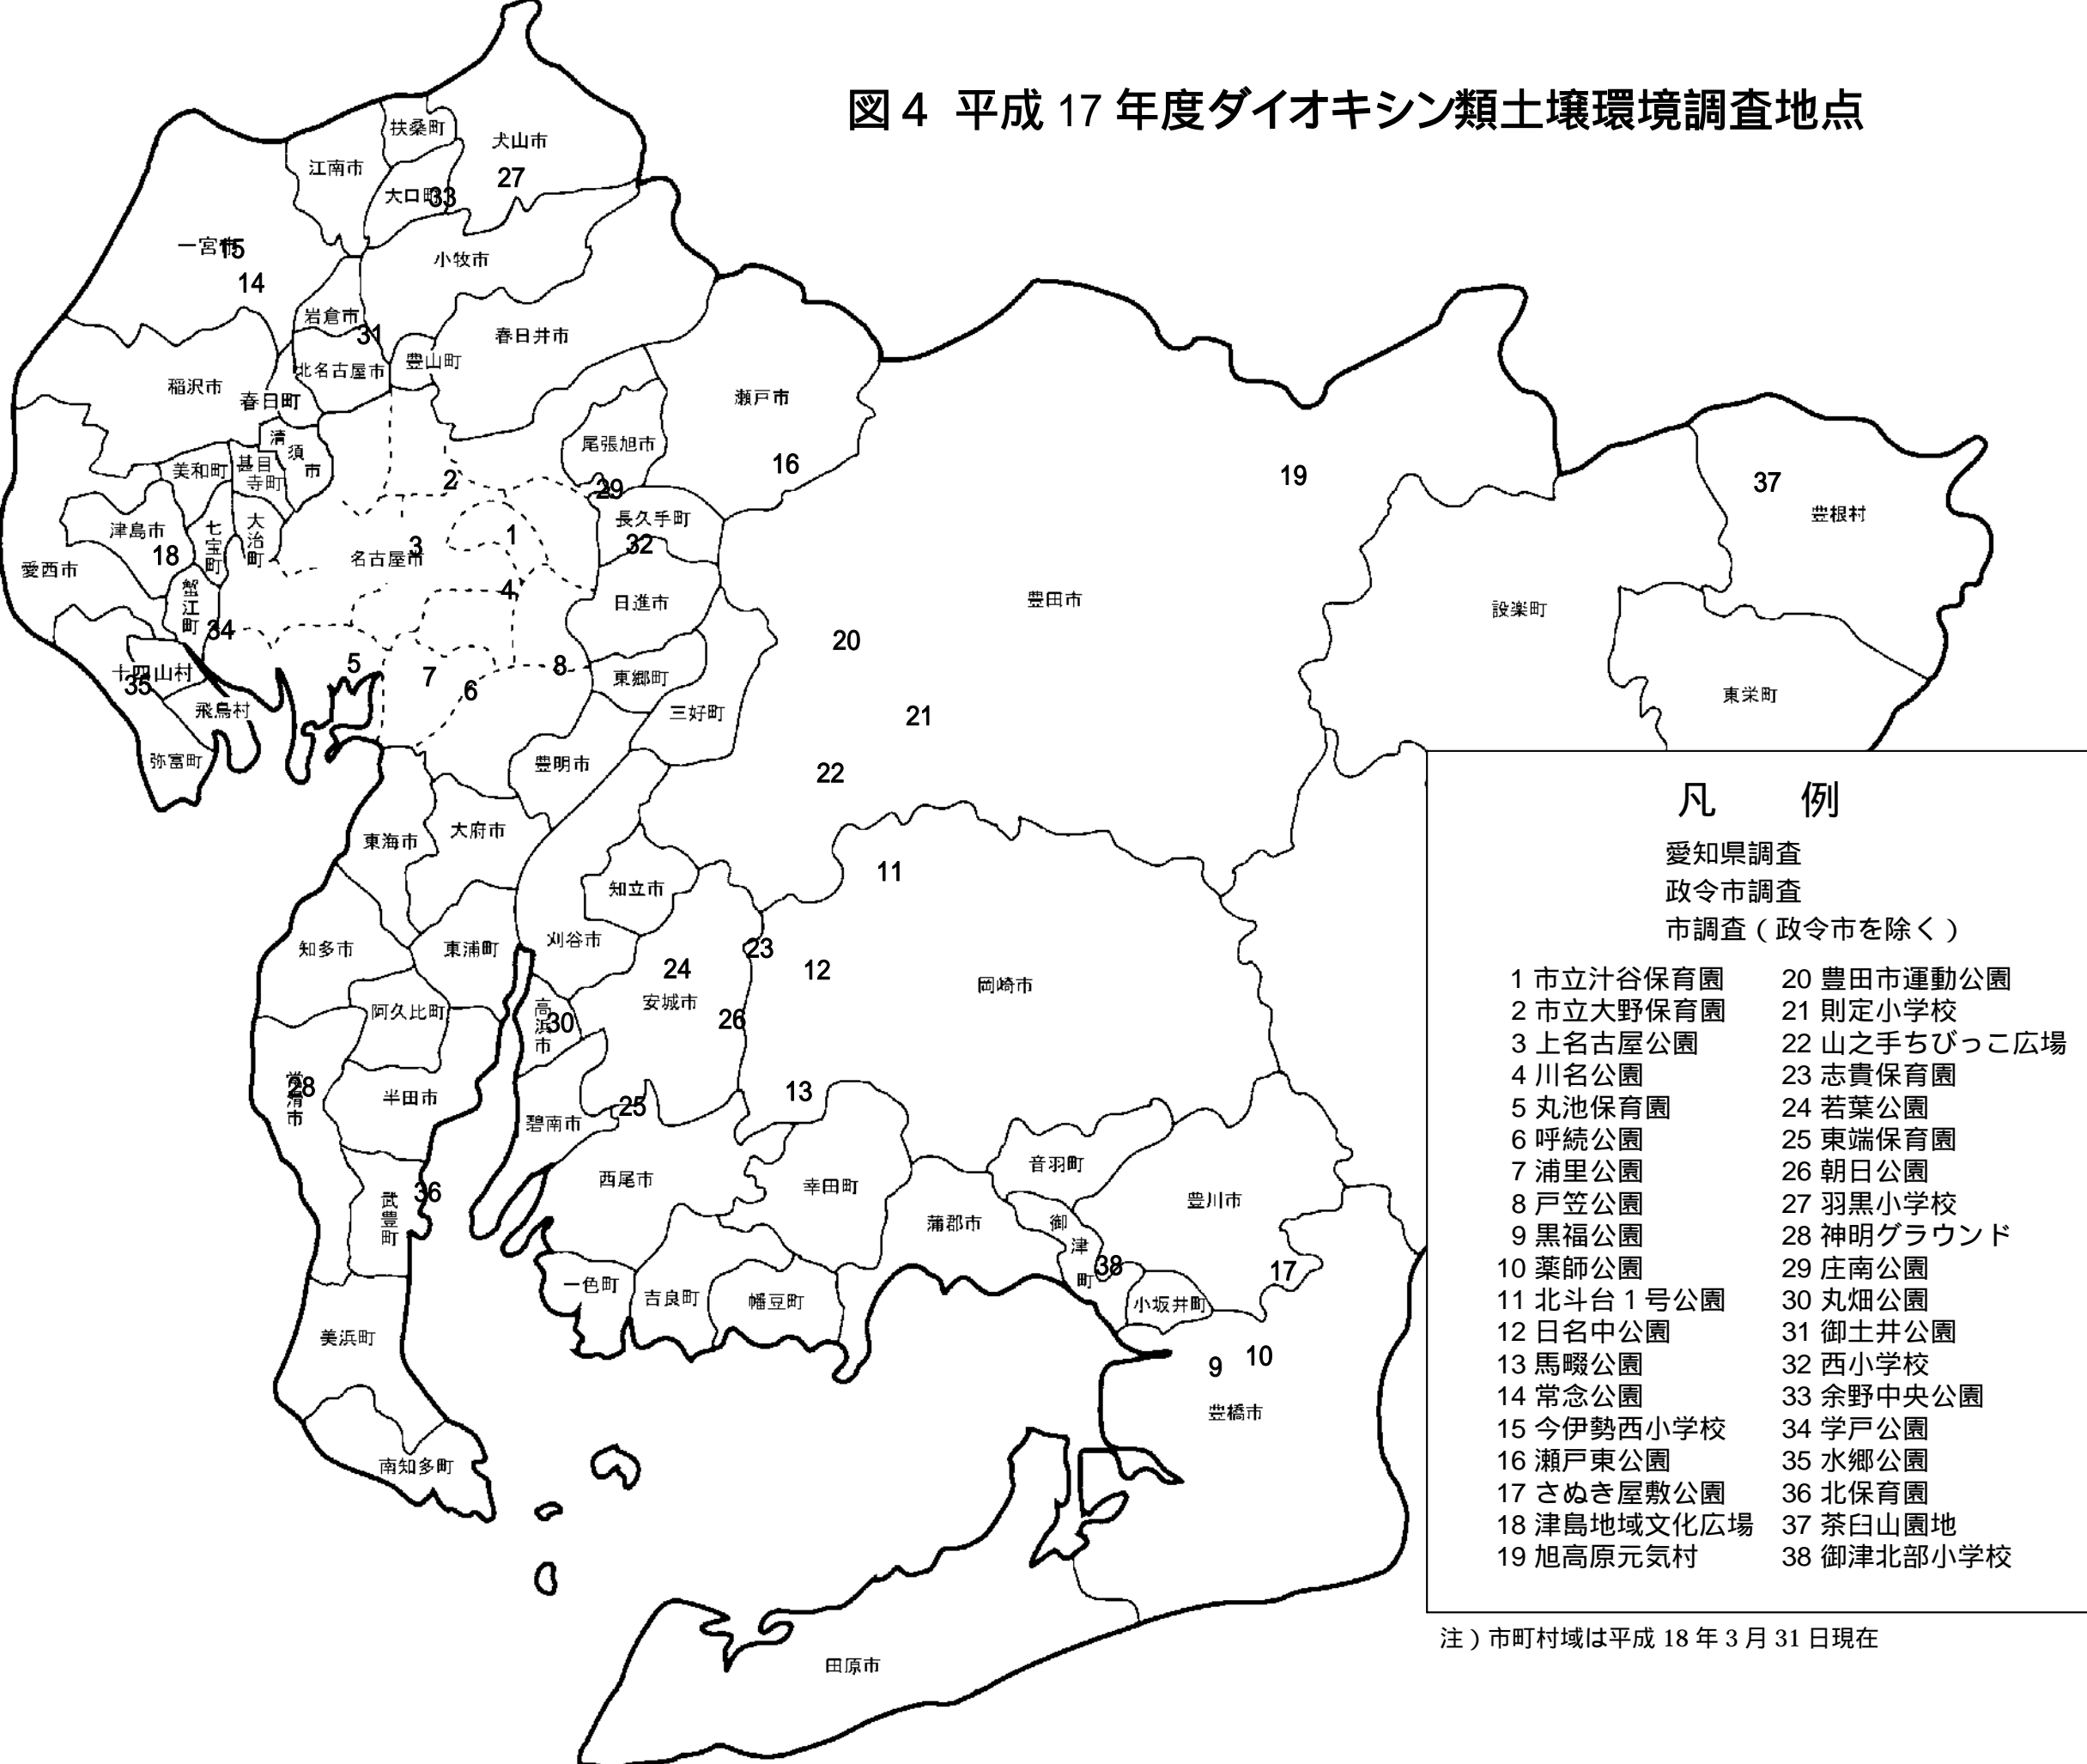 図4 平成17年度ダイオキシン類土壌環境調査地点
扶桑町
犬山市
江南市
27
大口町
33
一宮市
15
小牧市
14
岩倉市
31
春日井市
豊山町
北名古屋市
稲沢市
春日町
瀬戸市
清須市
尾張旭市
美和町
甚目寺町
16
19
2
29
37
豊根村
長久手町
津島市
七宝町
大治町
1
3
32
名古屋市
18
愛西市
蟹江町
4
日進市
豊田市
設楽町
34
20
5
8
7
6
十四山村
35
東郷町
東栄町
飛島村
三好町
21
弥富町
豊明市
22
東海市
大府市
11
知立市
知多市
東浦町
刈谷市
23
24
12
岡崎市
安城市
阿久比町
高浜市
30
26
常滑市
28
半田市
13
25
碧南市
音羽町
西尾市
幸田町
36
武豊町
豊川市
蒲郡市
御津町
38
17
一色町
吉良町
幡豆町
小坂井町
美浜町
9
10
豊橋市
南知多町
田原市
凡 例
愛知県調査
政令市調査
市調査(政令市を除く)
1 市立汁谷保育園
2 市立大野保育園
3 上名古屋公園
4 川名公園
5 丸池保育園
6 呼続公園
7 浦里公園
8 戸笠公園
9 黒福公園
10 薬師公園
11 北斗台1号公園
12 日名中公園
13 馬畷公園
14 常念公園
15 今伊勢西小学校
16 瀬戸東公園
17 さぬき屋敷公園
18 津島地域文化広場
19 旭高原元気村
20 豊田市運動公園
21 則定小学校
22 山之手ちびっこ広場
23 志貴保育園
24 若葉公園
25 東端保育園
26 朝日公園
27 羽黒小学校
28 神明グラウンド
29 庄南公園
30 丸畑公園
31 御土井公園
32 西小学校
33 余野中央公園
34 学戸公園
35 水郷公園
36 北保育園
37 茶臼山園地
38 御津北部小学校
注)市町村域は平成18年3月31日現在